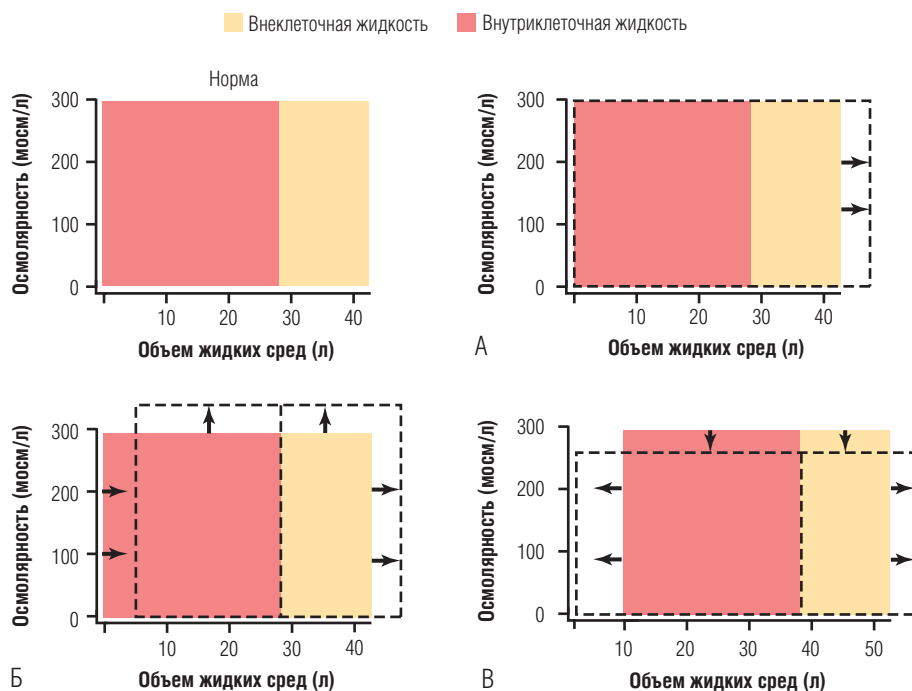 Внеклеточная жидкость
Внутриклеточная жидкость
Норма
Осмолярность (мосм/л)
300
200
100
0
10 20 30 40
Объем жидких сред (л)
А
Осмолярность (мосм/л)
300
200
100
0
10 20 30 40
Объем жидких сред (л)
Б
Осмолярность (мосм/л)
300
200
100
0
10 20 30 40
Объем жидких сред (л)
В
Осмолярность (мосм/л)
300
200
100
0
10 20 30 40 50
Объем жидких сред (л)